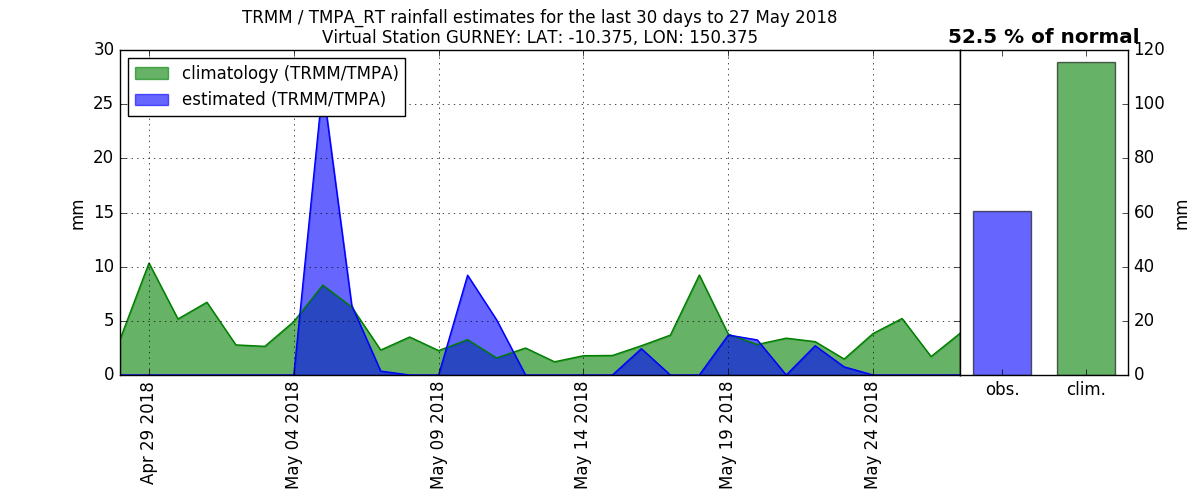 TRMM / TMPA_RT rainfall estimates for the last 30 days to 27 May 2018
Virtual Station GURNEY: LAT: -10.375, LON: 150.375
52.5 % of normal
climatology (TRMM/TMPA)
estimated (TRMM/TMPA)
mm
30
25
20
15
10
5
0
Apr 29 2018
May 04 2018
May 09 2018
May 14 2018
May 19 2018
May 24 2018
obs.
clim.
120
100
80
60
40
20
0
mm